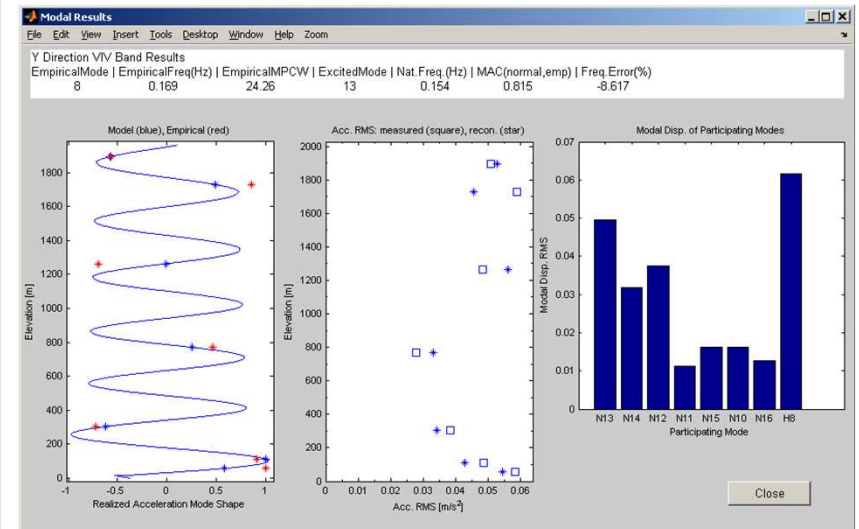 Modal Results
File Edit View Insert Tools Desktop Window Help Zoom
Y Direction VIV Band Results
EmpiricalMode | EmpiricalFreq(Hz) | EmpiricalMPCW | ExcitedMode | Nat.Freq.(Hz) | MAC(normal,emp) | Freq.Error(%)
8 0.169 24.26 13 0.154 0.815 -8.617
Model (blue), Empirical (red)
1800
1600
1400
1200
1000
800
600
400
200
0
Elevation [m]
-1 -0.5 0 0.5 1
Realized Acceleration Mode Shape
Acc. RMS: measured (square), recon. (star)
2000
1800
1600
1400
1200
1000
800
600
400
200
0
Elevation [m]
0 0.01 0.02 0.03 0.04 0.05 0.06
Acc. RMS [m/s²]
Modal Disp. of Participating Modes
0.07
0.06
0.05
0.04
0.03
0.02
0.01
0
Modal Disp. RMS
N13 N14 N12 N11 N15 N10 N16 H8
Participating Mode
Close